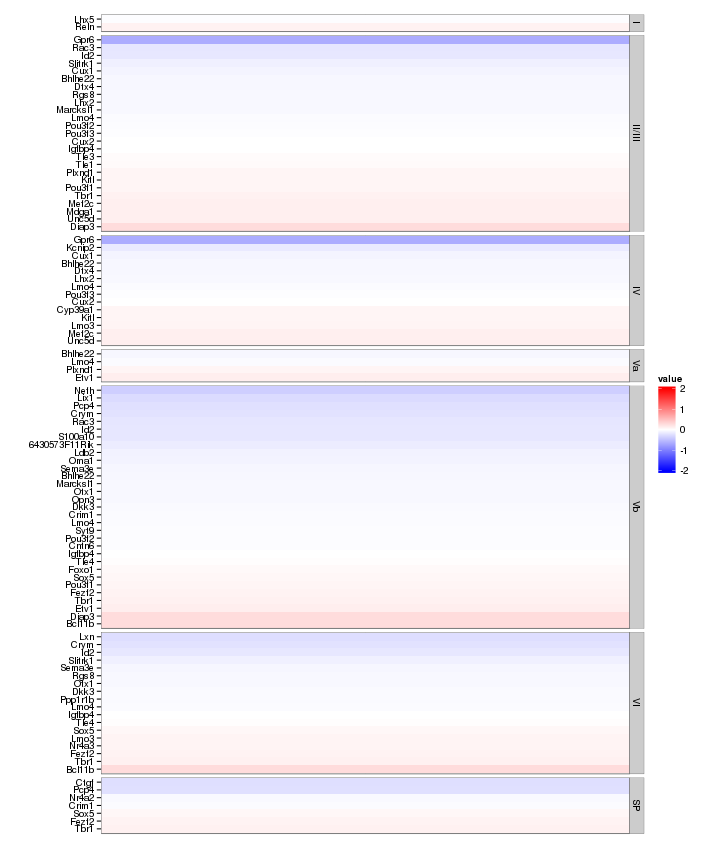 Lhx5
Reln
I
Gpr6
Rac3
Id2
Slitrk1
Cux1
Bhlhe22
Dtx4
Rgs8
Lhx2
Marcksl1
Lmo4
Pou3f2
Pou3f3
Cux2
Igfbp4
Tle3
Tle1
Plxnd1
Kitl
Pou3f1
Tbr1
Mef2c
Mdga1
Unc5d
Diap3
II/III
Gpr6
Kcnip2
Cux1
Bhlhe22
Dtx4
Lhx2
Lmo4
Pou3f3
Cux2
Cyp39a1
Kitl
Lmo3
Mef2c
Unc5d
IV
Bhlhe22
Lmo4
Plxnd1
Etv1
Va
Nefh
Lix1
Pcp4
Crym
Rac3
Id2
S100a10
6430573F11Rik
Ldb2
Oma1
Sema3e
Bhlhe22
Marcksl1
Otx1
Opn3
Dkk3
Crim1
Lmo4
Syt9
Pou3f2
Cntn6
Igfbp4
Tle4
Foxo1
Sox5
Pou3f1
Fezf2
Tbr1
Etv1
Diap3
Bcl11b
Vb
Lxn
Crym
Id2
Slitrk1
Sema3e
Rgs8
Otx1
Dkk3
Ppp1r1b
Lmo4
Igfbp4
Tle4
Sox5
Lmo3
Nr4a3
Fezf2
Tbr1
Bcl11b
VI
Ctgf
Pcp4
Nr4a2
Crim1
Sox5
Fezf2
Tbr1
SP
value
2
1
0
-1
-2